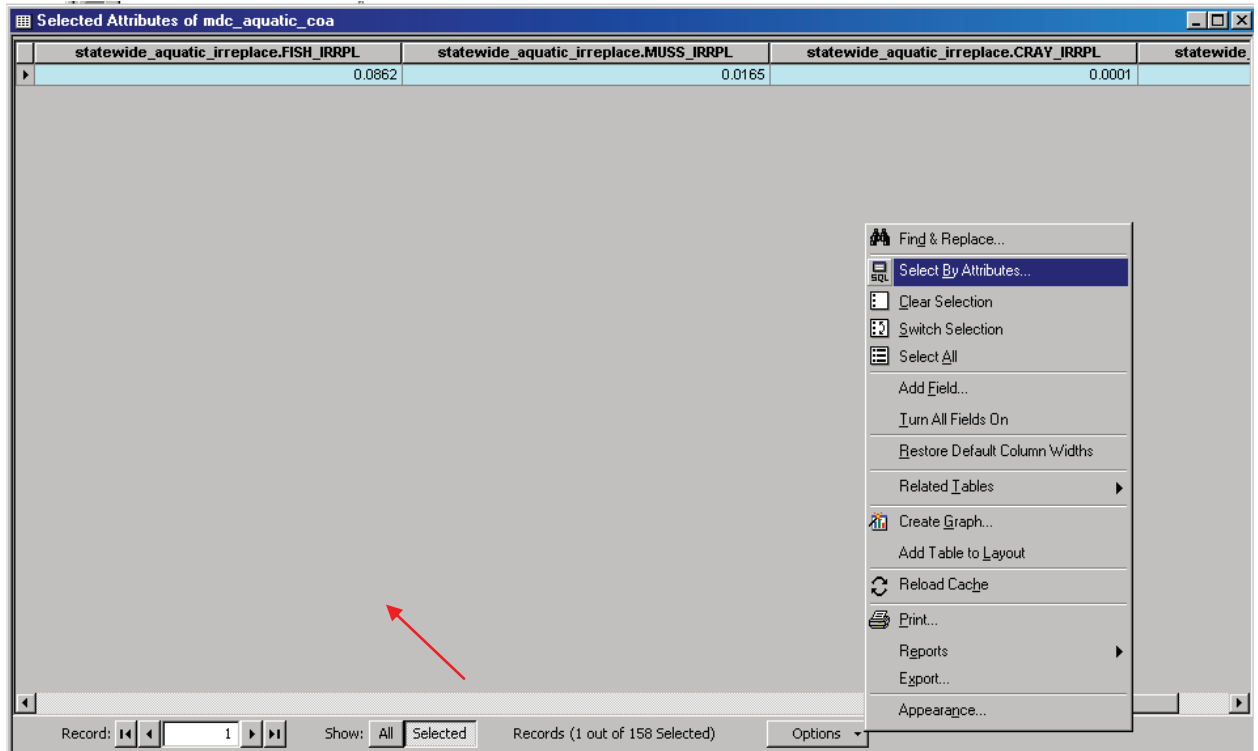 Selected Attributes of mdc_aquatic_coa
statewide_aquatic_irreplace.FISH_IRRPL statewide_aquatic_irreplace.MUSS_IRRPL statewide_aquatic_irreplace.CRAY_IRRPL statewide_
0.0862 0.0165 0.0001
Find & Replace...
SQL Select By Attributes...
Clear Selection
Switch Selection
Select All
Add Field...
Turn All Fields On
Restore Default Column Widths
Related Tables
Create Graph...
Add Table to Layout
Reload Cache
Print...
Reports
Export...
Appearance...
Record: 1 Show: All Selected Records (1 out of 158 Selected) Options